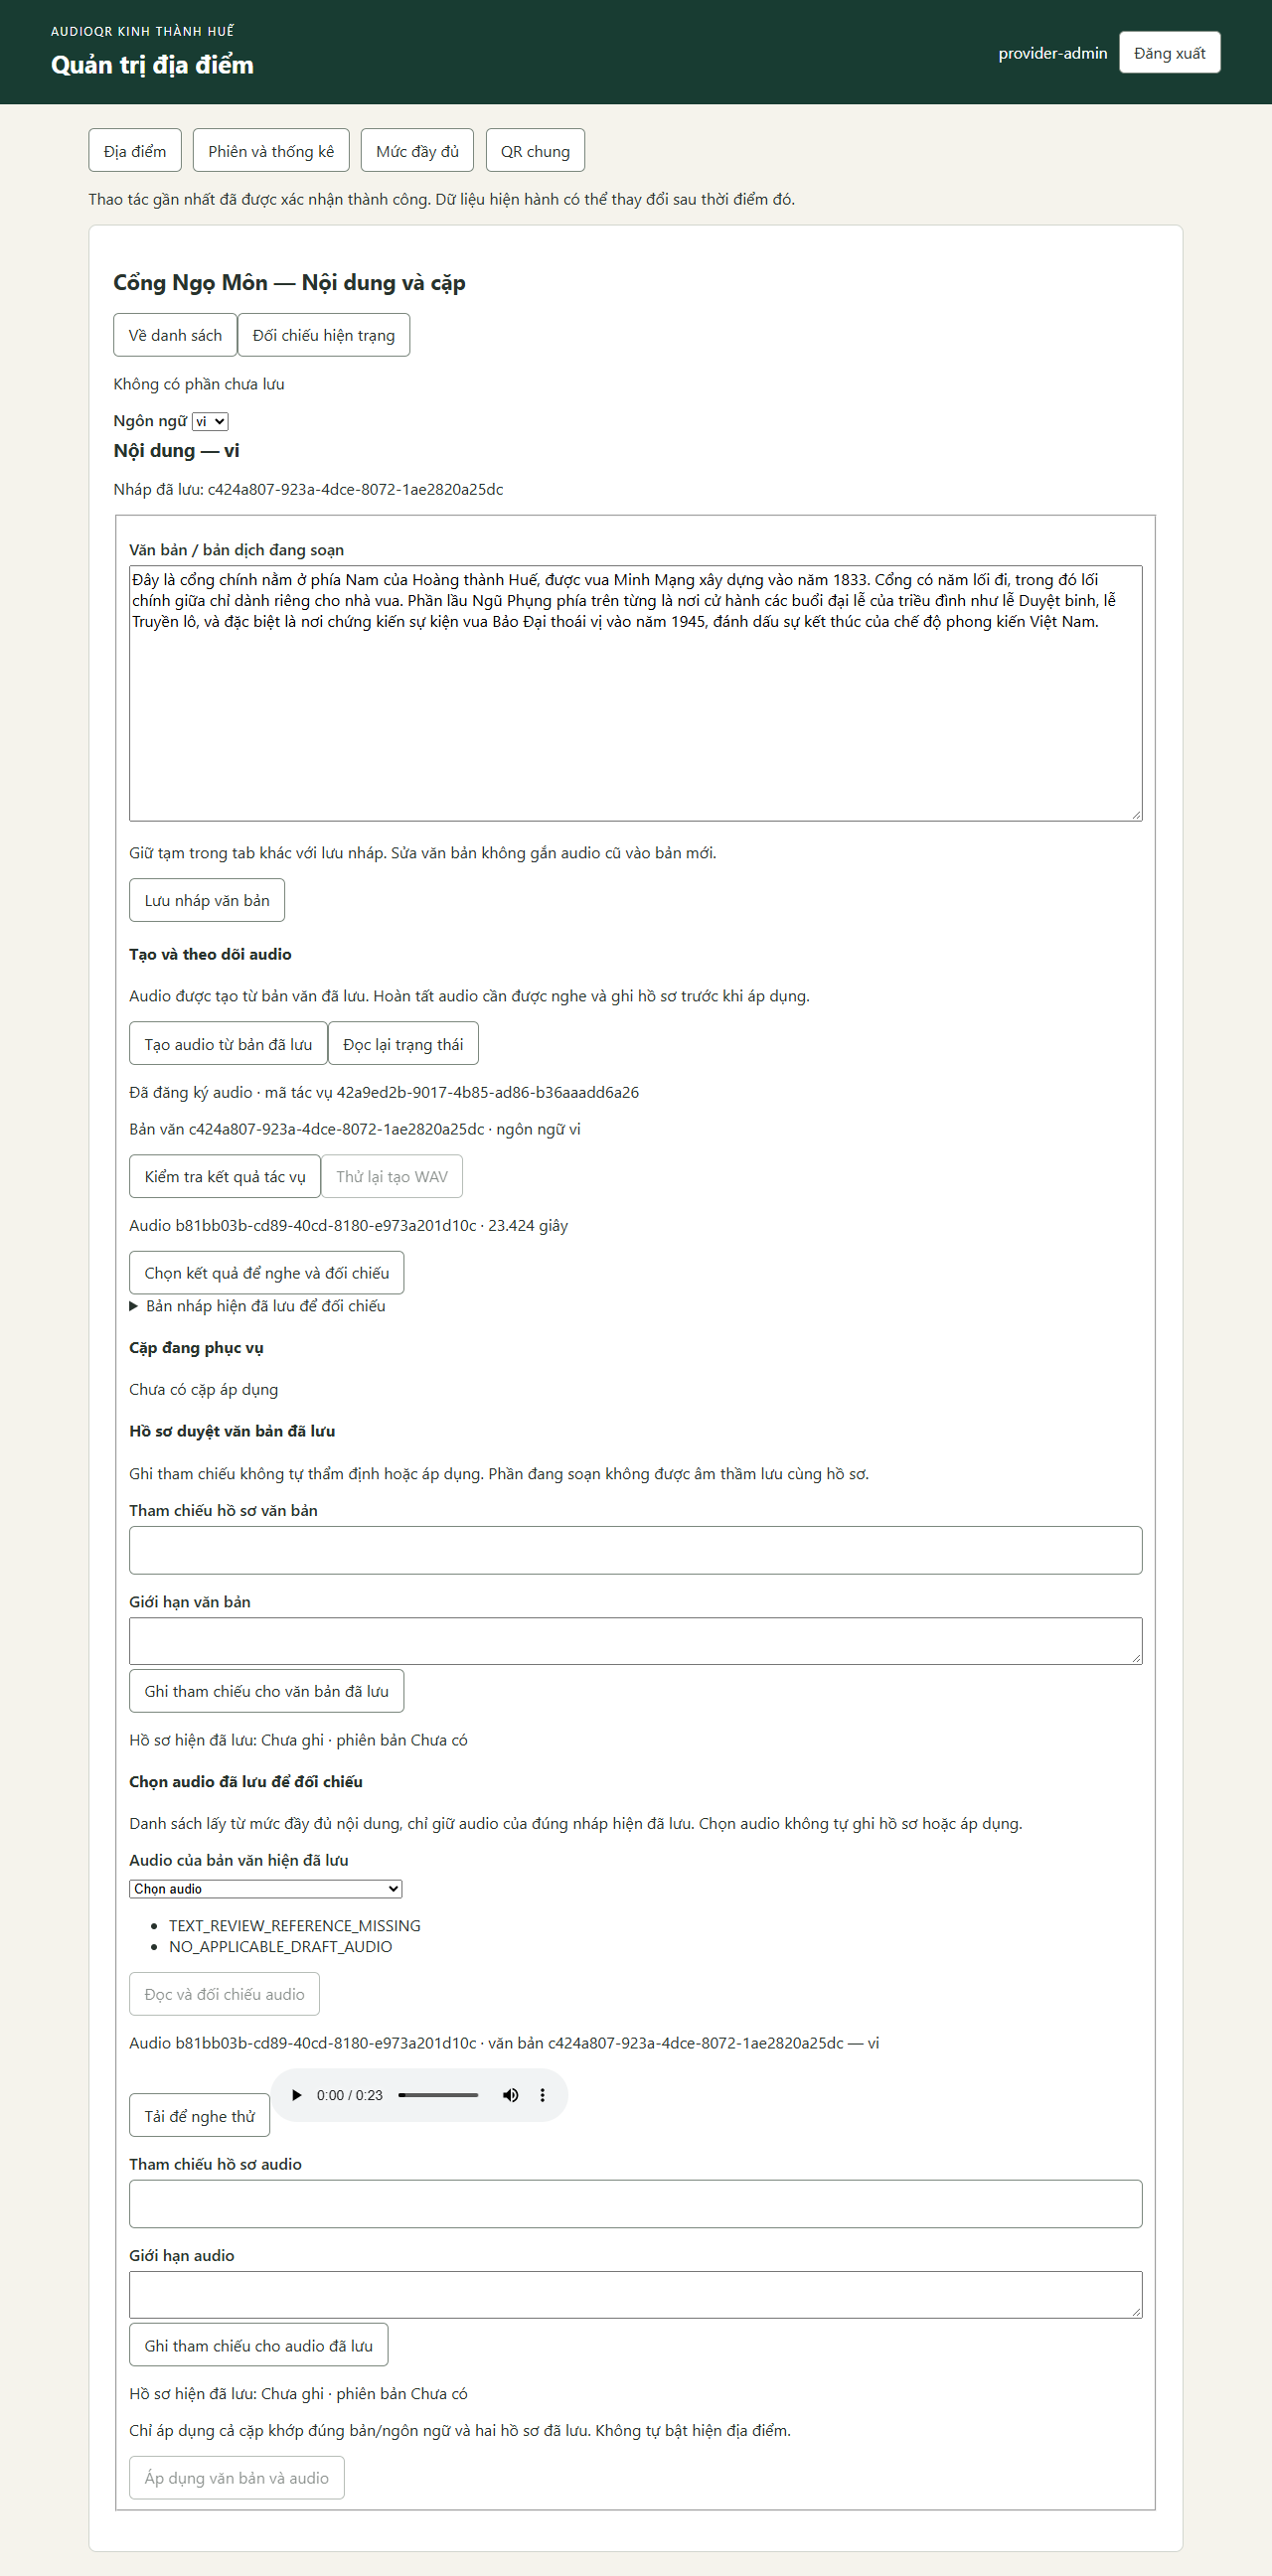 AUDIOQR KINH THÀNH HUẾ
Quản trị địa điểm
provider-admin
Đăng xuất
Địa điểm
Phiên và thống kê
Mức đầy đủ
QR chung
Thao tác gần nhất đã được xác nhận thành công. Dữ liệu hiện hành có thể thay đổi sau thời điểm đó.
Cổng Ngọ Môn — Nội dung và cặp
Về danh sách
Đối chiếu hiện trạng
Không có phần chưa lưu
Ngôn ngữ vi
Nội dung — vi
Nháp đã lưu: c424a807-923a-4dce-8072-1ae2820a25dc
Văn bản / bản dịch đang soạn
Đây là cổng chính nằm ở phía Nam của Hoàng thành Huế, được vua Minh Mạng xây dựng vào năm 1833. Cổng có năm lối đi, trong đó lối
chính giữa chỉ dành riêng cho nhà vua. Phần lầu Ngũ Phụng phía trên từng là nơi cử hành các buổi đại lễ của triều đình như lễ Duyệt binh, lễ
Truyền lô, và đặc biệt là nơi chứng kiến sự kiện vua Bảo Đại thoái vị vào năm 1945, đánh dấu sự kết thúc của chế độ phong kiến Việt Nam.
Giữ tạm trong tab khác với lưu nháp. Sửa văn bản không gắn audio cũ vào bản mới.
Lưu nháp văn bản
Tạo và theo dõi audio
Audio được tạo từ bản văn đã lưu. Hoàn tất audio cần được nghe và ghi hồ sơ trước khi áp dụng.
Tạo audio từ bản đã lưu
Đọc lại trạng thái
Đã đăng ký audio · mã tác vụ 42a9ed2b-9017-4b85-ad86-b36aaadd6a26
Bản văn c424a807-923a-4dce-8072-1ae2820a25dc · ngôn ngữ vi
Kiểm tra kết quả tác vụ
Thử lại tạo WAV
Audio b81bb03b-cd89-40cd-8180-e973a201d10c · 23.424 giây
Chọn kết quả để nghe và đối chiếu
Bản nháp hiện đã lưu để đối chiếu
Cặp đang phục vụ
Chưa có cặp áp dụng
Hồ sơ duyệt văn bản đã lưu
Ghi tham chiếu không tự thẩm định hoặc áp dụng. Phần đang soạn không được âm thầm lưu cùng hồ sơ.
Tham chiếu hồ sơ văn bản
Giới hạn văn bản
Ghi tham chiếu cho văn bản đã lưu
Hồ sơ hiện đã lưu: Chưa ghi · phiên bản Chưa có
Chọn audio đã lưu để đối chiếu
Danh sách lấy từ mức đầy đủ nội dung, chỉ giữ audio của đúng nháp hiện đã lưu. Chọn audio không tự ghi hồ sơ hoặc áp dụng.
Audio của bản văn hiện đã lưu
Chọn audio
TEXT_REVIEW_REFERENCE_MISSING
NO_APPLICABLE_DRAFT_AUDIO
Đọc và đối chiếu audio
Audio b81bb03b-cd89-40cd-8180-e973a201d10c · văn bản c424a807-923a-4dce-8072-1ae2820a25dc — vi
Tải để nghe thử
0:00 / 0:23
Tham chiếu hồ sơ audio
Giới hạn audio
Ghi tham chiếu cho audio đã lưu
Hồ sơ hiện đã lưu: Chưa ghi · phiên bản Chưa có
Chỉ áp dụng cả cặp khớp đúng bản/ngôn ngữ và hai hồ sơ đã lưu. Không tự bật hiện địa điểm.
Áp dụng văn bản và audio